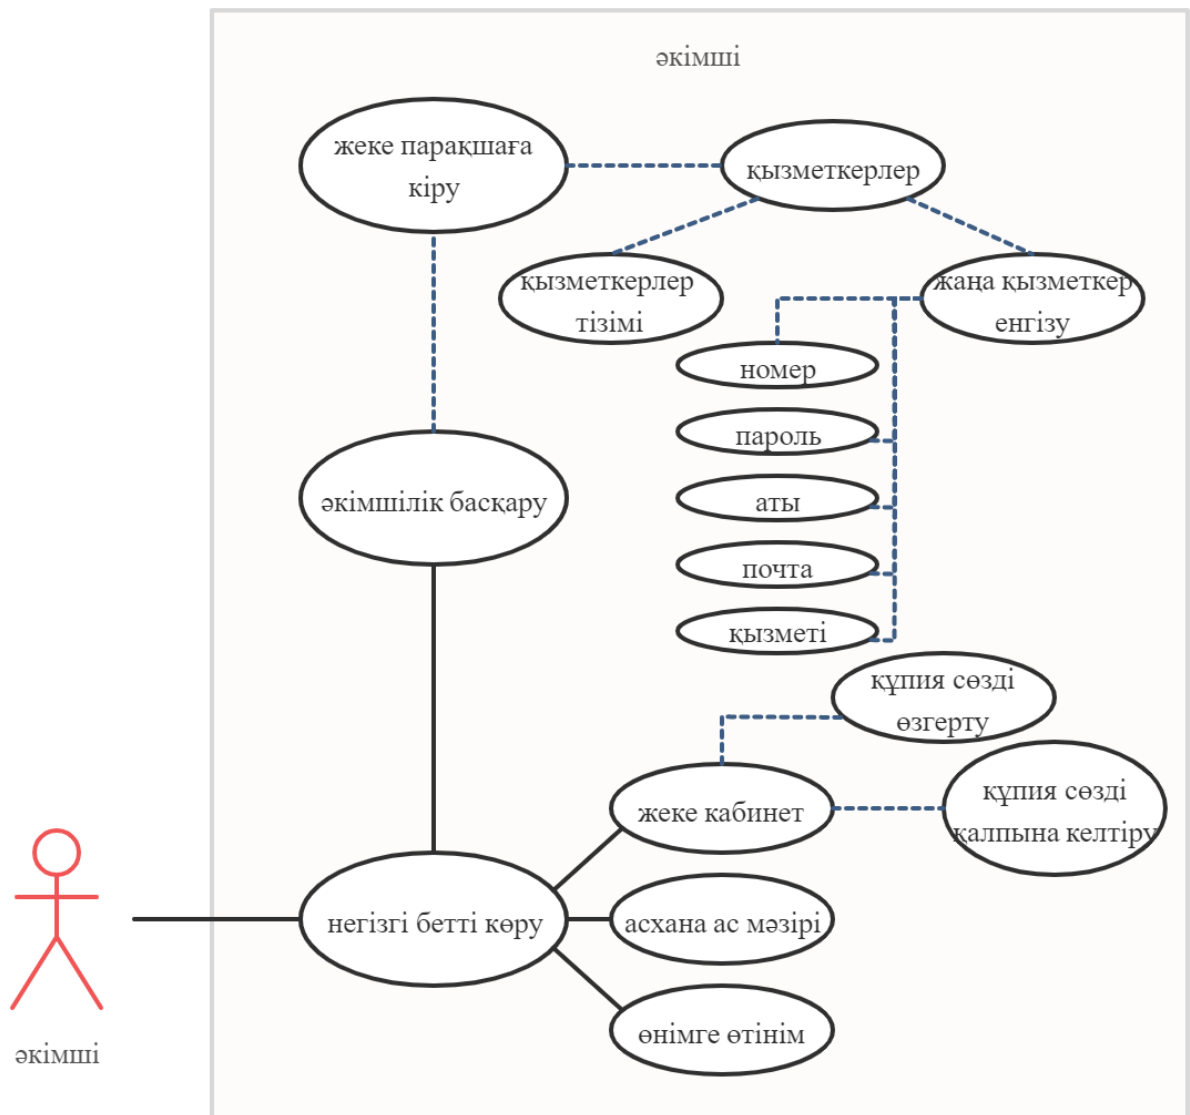 әкімші
жеке парақшаға
кіру
қызметкерлер
қызметкерлер
тізімі
жаңа қызметкер
енгізу
номер
пароль
әкімшілік басқару
аты
почта
қызметі
құпия сөзді
өзгерту
жеке кабинет
құпия сөзді
қалпына келтіру
негізгі бетті көру
асхана ас мәзірі
өнімге өтінім
әкімші